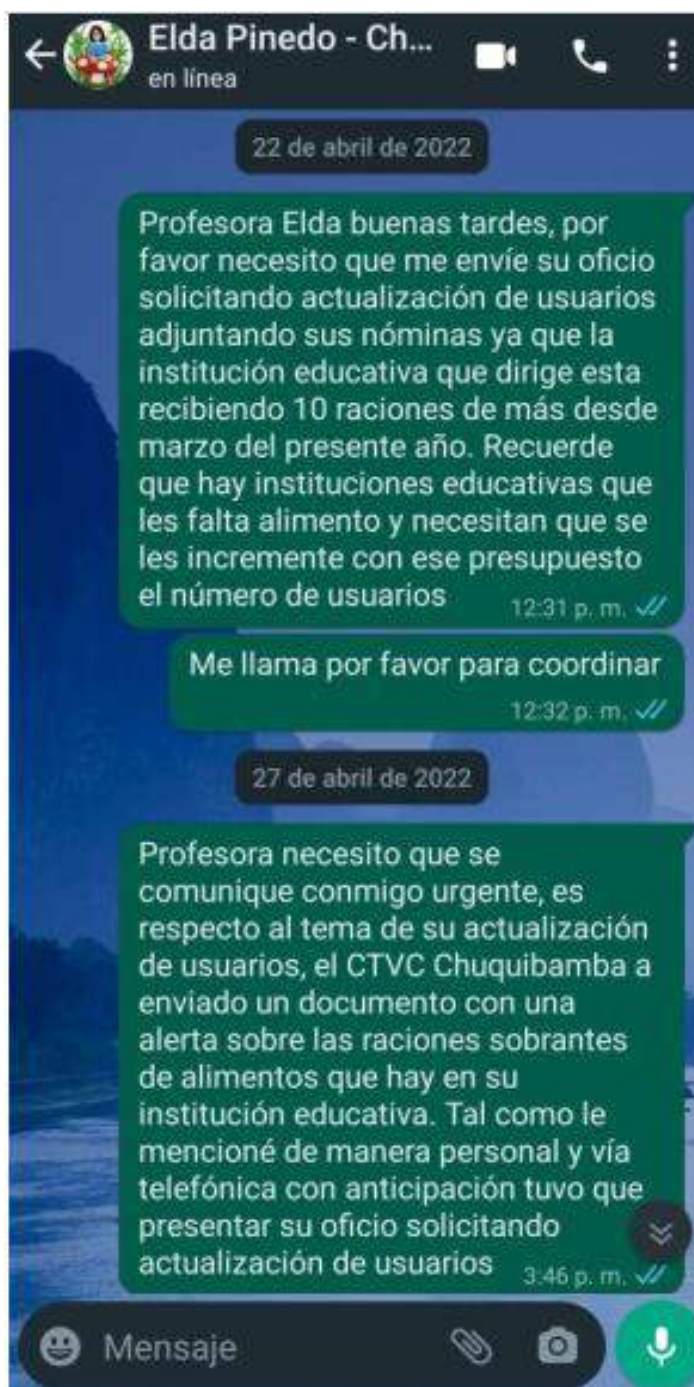 Elda Pinedo - Ch...
en línea
22 de abril de 2022
Profesora Elda buenas tardes, por
favor necesito que me envíe su oficio
solicitando actualización de usuarios
adjuntando sus nóminas ya que la
institución educativa que dirige esta
recibiendo 10 raciones de más desde
marzo del presente año. Recuerde
que hay instituciones educativas que
les falta alimento y necesitan que se
les incremente con ese presupuesto
el número de usuarios
12:31 p. m.
Me llama por favor para coordinar
12:32 p. m.
27 de abril de 2022
Profesora necesito que se
comunique conmigo urgente, es
respecto al tema de su actualización
de usuarios, el CTVC Chuquibamba a
enviado un documento con una
alerta sobre las raciones sobrantes
de alimentos que hay en su
institución educativa. Tal como le
mencioné de manera personal y vía
telefónica con anticipación tuvo que
presentar su oficio solicitando
actualización de usuarios
3:46 p. m.
Mensaje